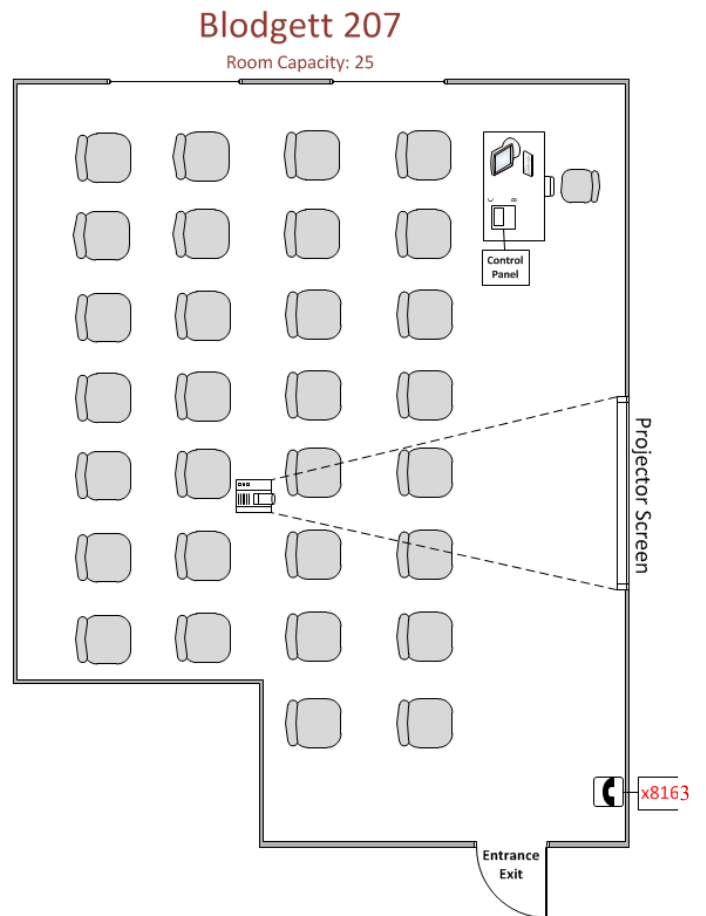 Blodgett 207
Room Capacity: 25
C B
Control
Panel
Projector Screen
x8163
Entrance
Exit